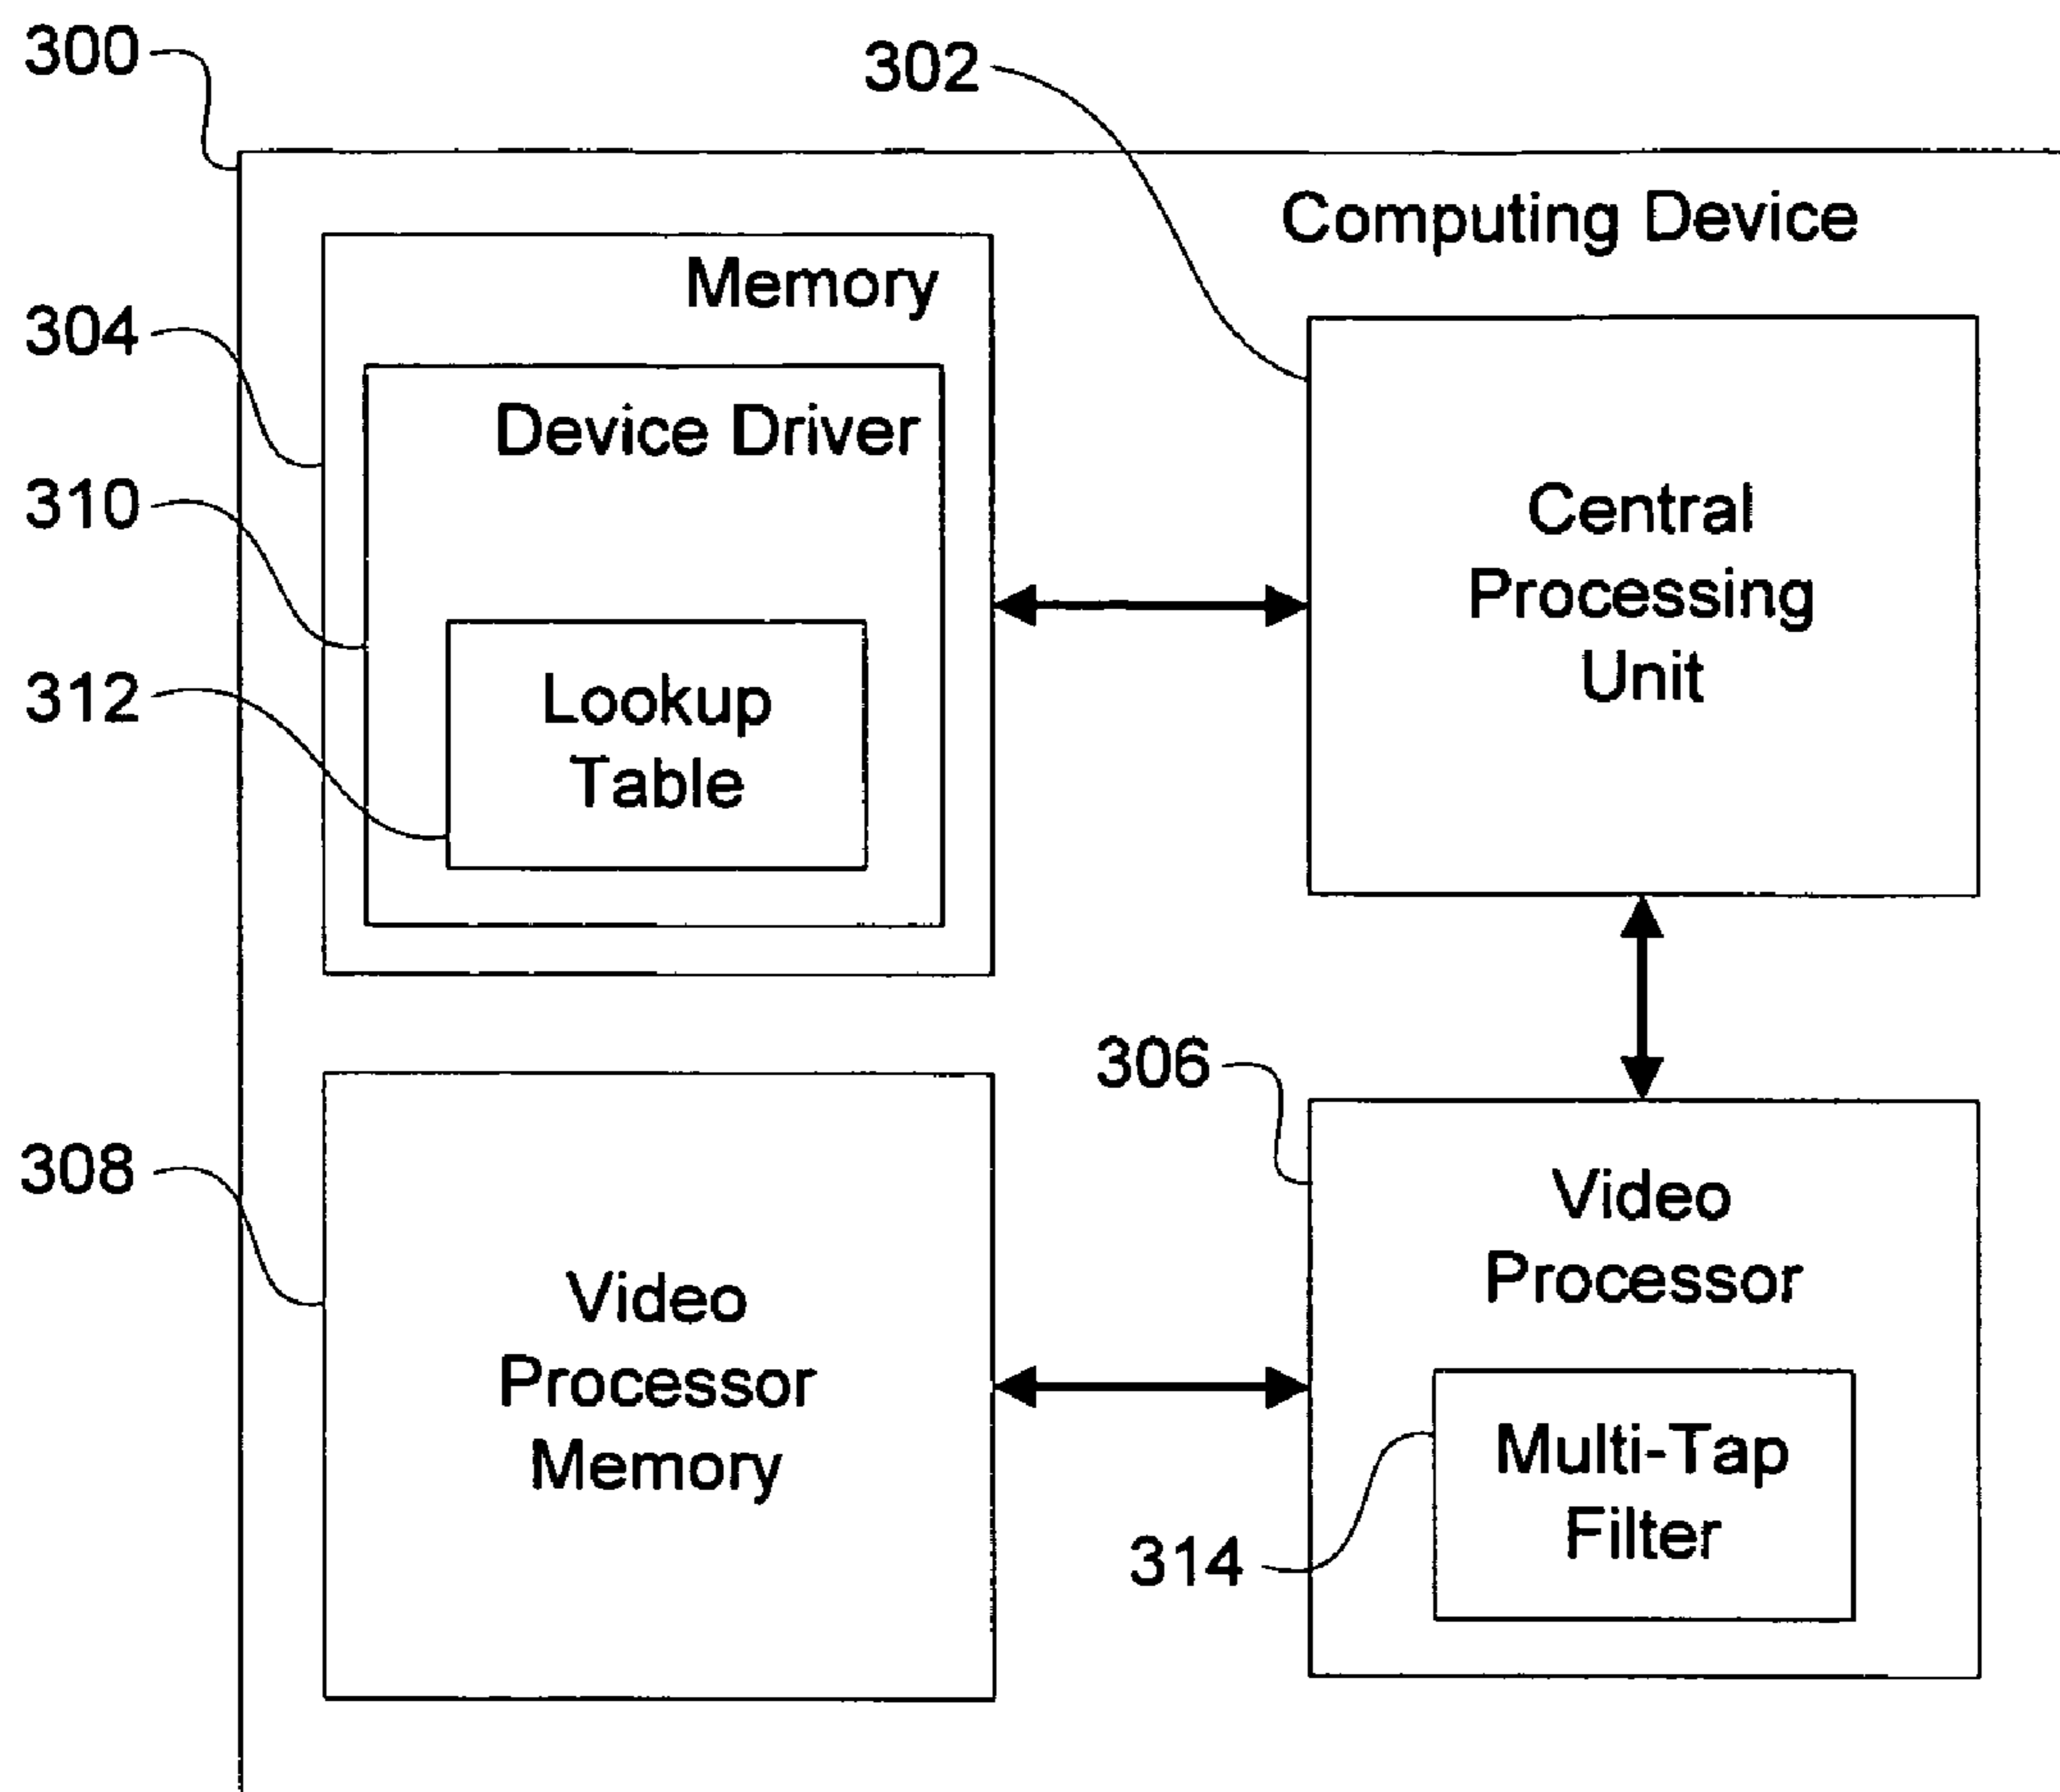 300
302
Computing Device
Memory
304
Device Driver
310
Central
Processing
Unit
312
Lookup
Table
306
308
Video
Processor
Video
Processor
Memory
Multi-Tap
Filter
314